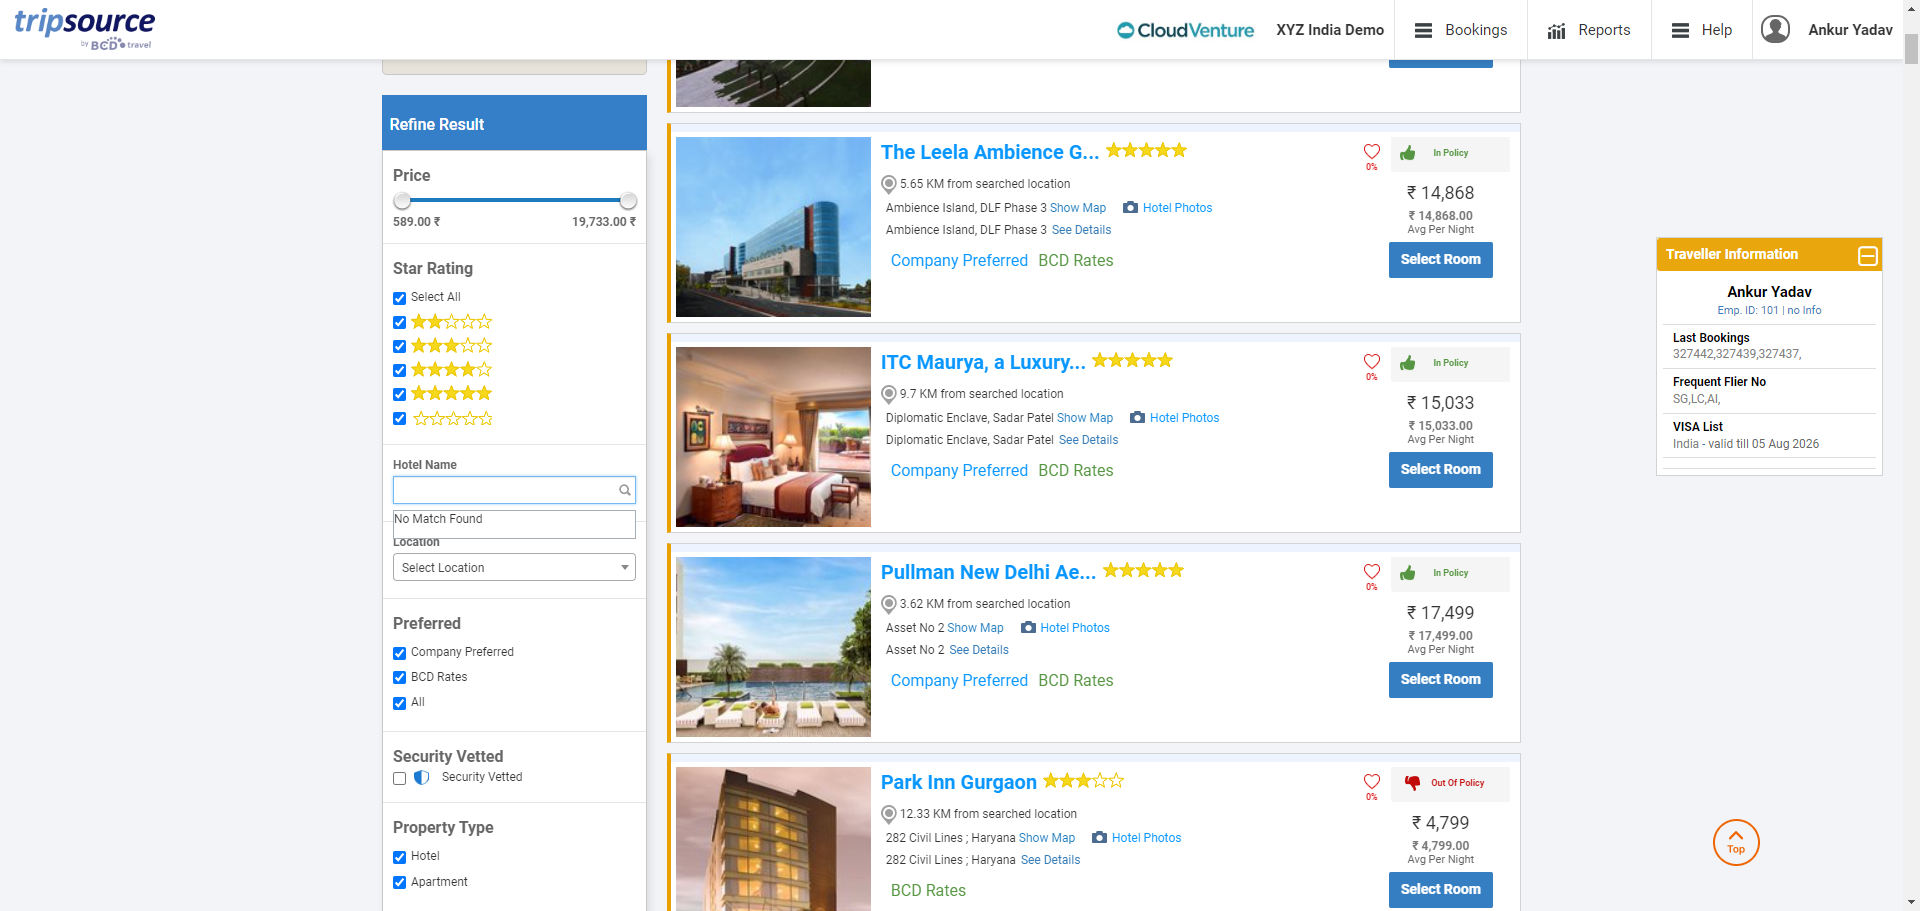 tripsource
by BCD travel
CloudVenture
XYZ India Demo
Bookings
Reports
Help
Ankur Yadav
Refine Result
Price
589.00 ₹
19,733.00 ₹
Star Rating
Select All
Hotel Name
No Match Found
Location
Select Location
Preferred
Company Preferred
BCD Rates
All
Security Vetted
Security Vetted
Property Type
Hotel
Apartment
The Leela Ambience G...
5.65 KM from searched location
Ambience Island, DLF Phase 3 Show Map Hotel Photos
Ambience Island, DLF Phase 3 See Details
Company Preferred BCD Rates
0%
In Policy
₹ 14,868
₹ 14,868.00
Avg Per Night
Select Room
ITC Maurya, a Luxury...
9.7 KM from searched location
Diplomatic Enclave, Sadar Patel Show Map Hotel Photos
Diplomatic Enclave, Sadar Patel See Details
Company Preferred BCD Rates
0%
In Policy
₹ 15,033
₹ 15,033.00
Avg Per Night
Select Room
Pullman New Delhi Ae...
3.62 KM from searched location
Asset No 2 Show Map Hotel Photos
Asset No 2 See Details
Company Preferred BCD Rates
0%
In Policy
₹ 17,499
₹ 17,499.00
Avg Per Night
Select Room
Park Inn Gurgaon
12.33 KM from searched location
282 Civil Lines ; Haryana Show Map Hotel Photos
282 Civil Lines ; Haryana See Details
BCD Rates
0%
Out Of Policy
₹ 4,799
₹ 4,799.00
Avg Per Night
Select Room
Traveller Information
Ankur Yadav
Emp. ID: 101 | no Info
Last Bookings
327442,327439,327437,
Frequent Flier No
SG,LC,AI,
VISA List
India - valid till 05 Aug 2026
Top